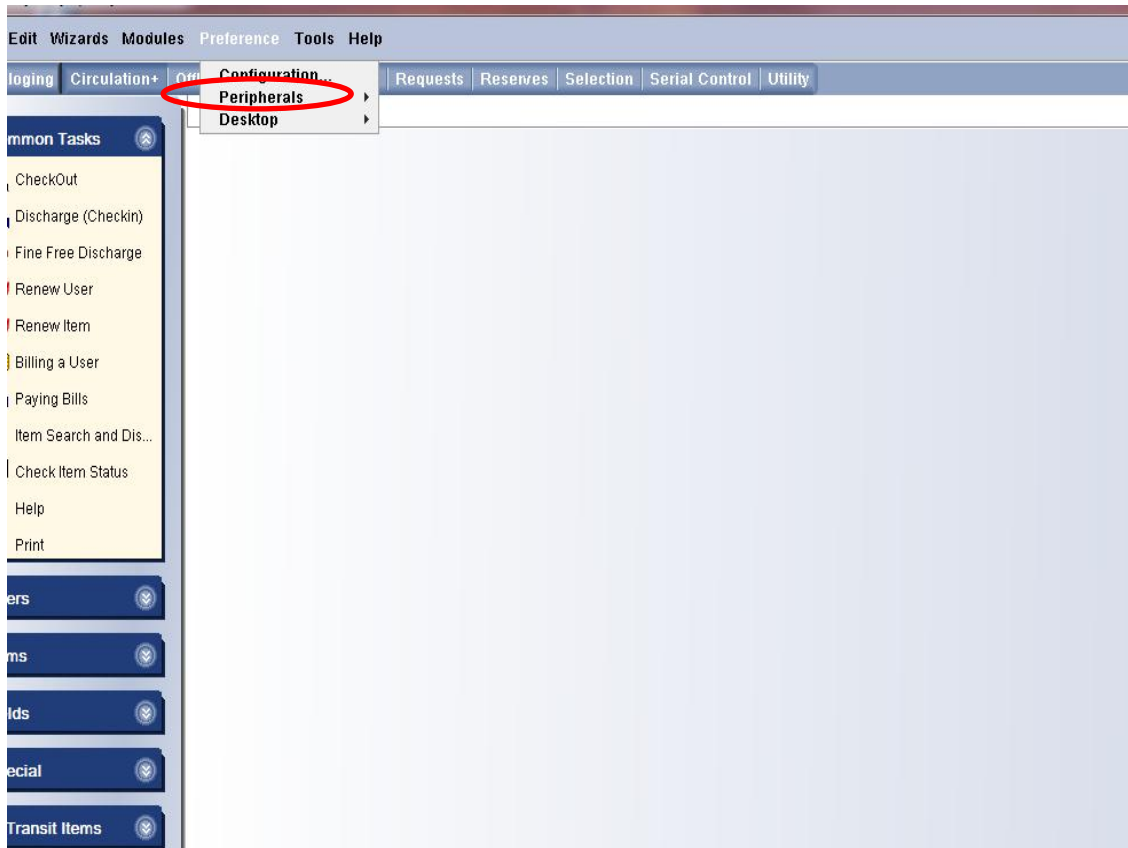 Edit Wizards Modules Preference Tools Help
loging Circulation+ Off Requests Reserves Selection Serial Control Utility
Configuration...
Peripherals
Desktop
mmon Tasks
CheckOut
Discharge (Checkin)
Fine Free Discharge
Renew User
Renew Item
Billing a User
Paying Bills
Item Search and Dis...
Check Item Status
Help
Print
ers
ms
lds
ecial
Transit Items